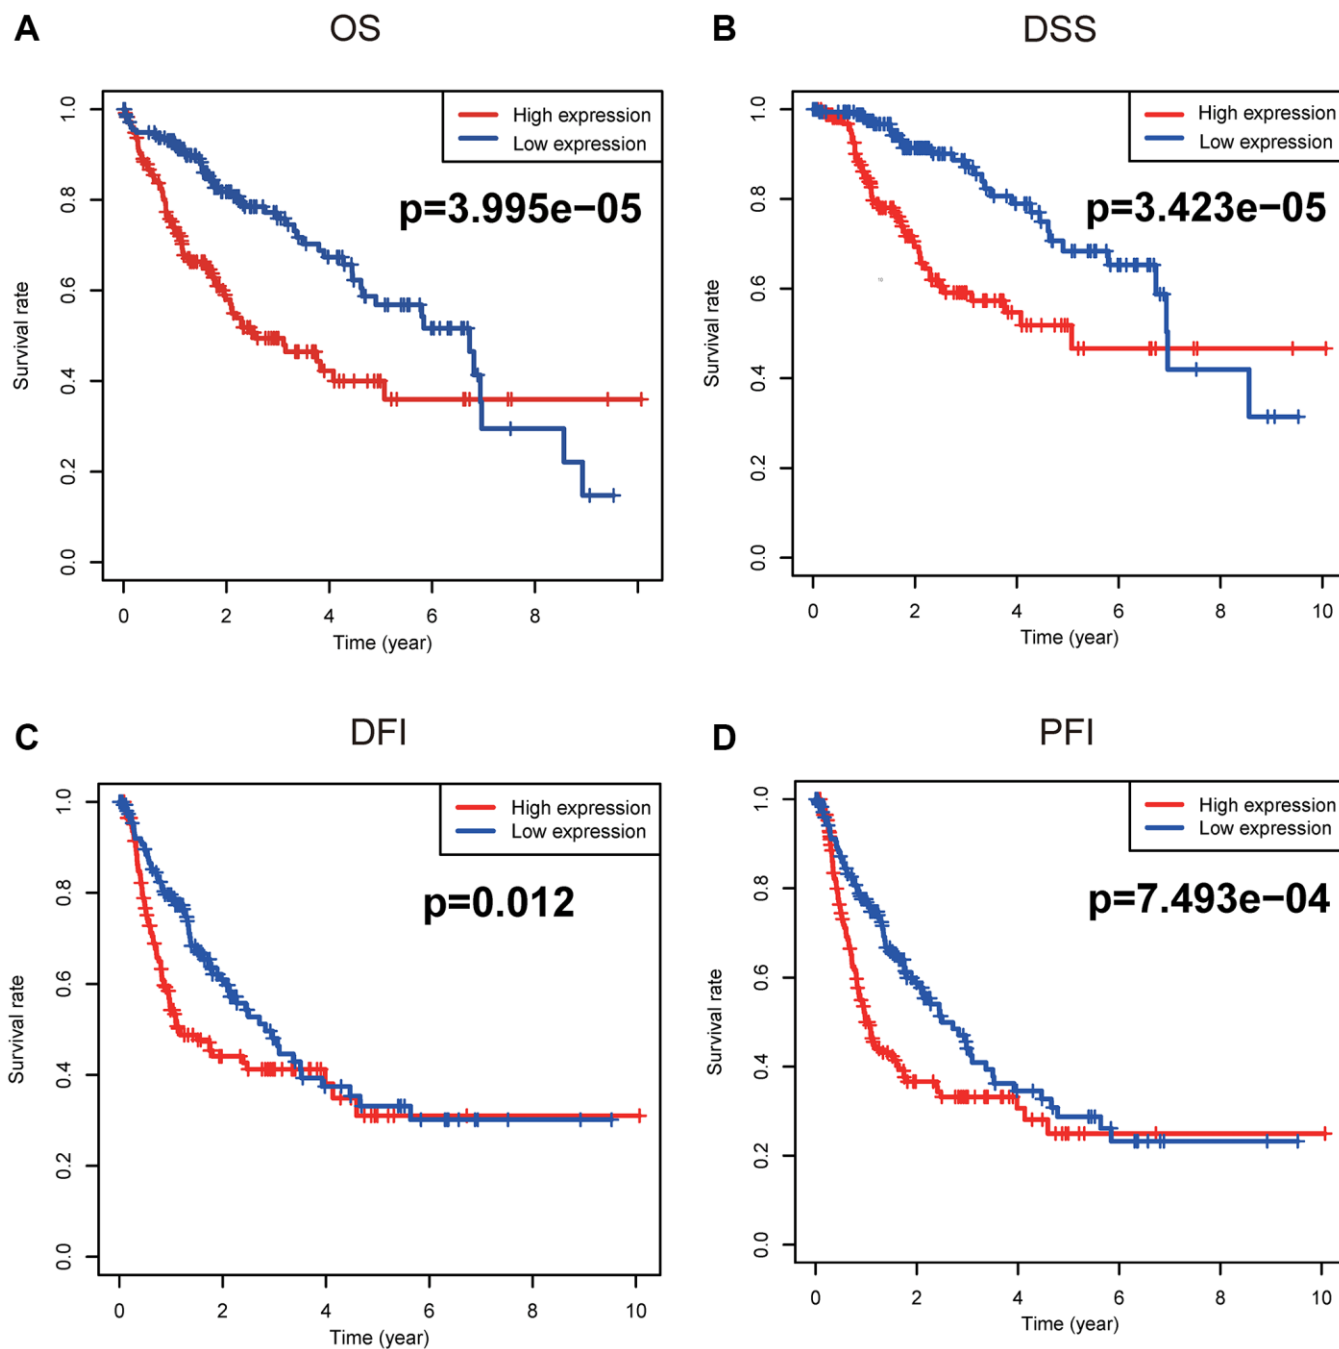 A
OS
High expression
Low expression
p=3.995e−05
Survival rate
1.0
0.8
0.6
0.4
0.2
0.0
0 2 4 6 8
Time (year)
B
DSS
High expression
Low expression
p=3.423e−05
Survival rate
1.0
0.8
0.6
0.4
0.2
0.0
0 2 4 6 8 10
Time (year)
C
DFI
High expression
Low expression
p=0.012
Survival rate
1.0
0.8
0.6
0.4
0.2
0.0
0 2 4 6 8 10
Time (year)
D
PFI
High expression
Low expression
p=7.493e−04
Survival rate
1.0
0.8
0.6
0.4
0.2
0.0
0 2 4 6 8 10
Time (year)